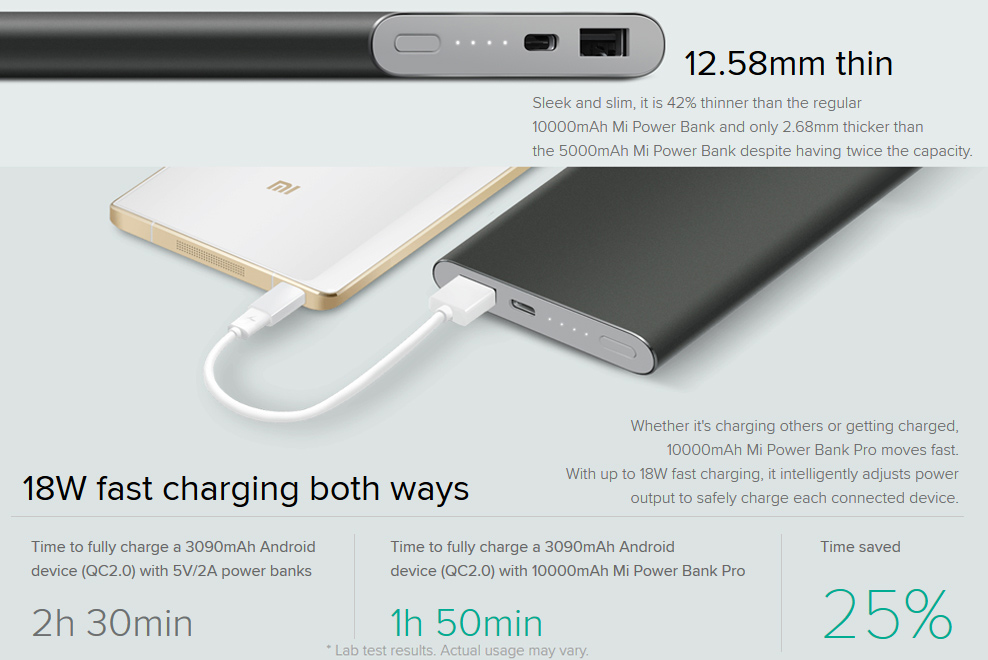 12.58mm thin
Sleek and slim, it is 42% thinner than the regular
10000mAh Mi Power Bank and only 2.68mm thicker than
the 5000mAh Mi Power Bank despite having twice the capacity.
MI
Whether it's charging others or getting charged,
10000mAh Mi Power Bank Pro moves fast.
With up to 18W fast charging, it intelligently adjusts power
output to safely charge each connected device.
18W fast charging both ways
Time to fully charge a 3090mAh Android
device (QC2.0) with 5V/2A power banks
2h 30min
Time to fully charge a 3090mAh Android
device (QC2.0) with 10000mAh Mi Power Bank Pro
1h 50min
Time saved
25%
* Lab test results. Actual usage may vary.